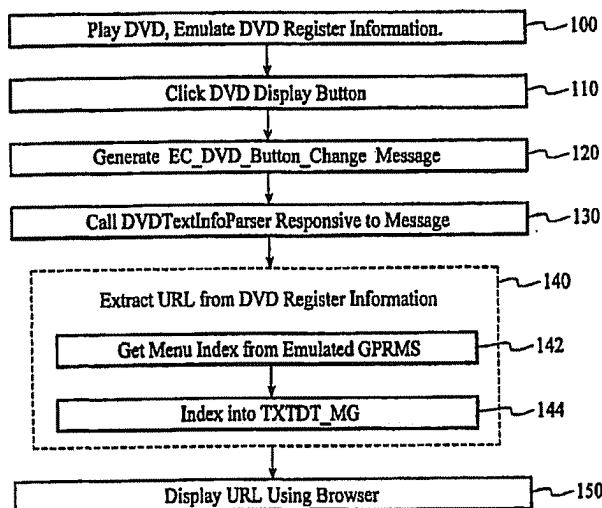 Play DVD, Emulate DVD Register Information.
100
Click DVD Display Button
110
Generate EC_DVD_Button_Change Message
120
Call DVDTextInfoParser Responsive to Message
130
140
Extract URL from DVD Register Information
Get Menu Index from Emulated GPRMS
142
Index into TXTDT_MG
144
Display URL Using Browser
150